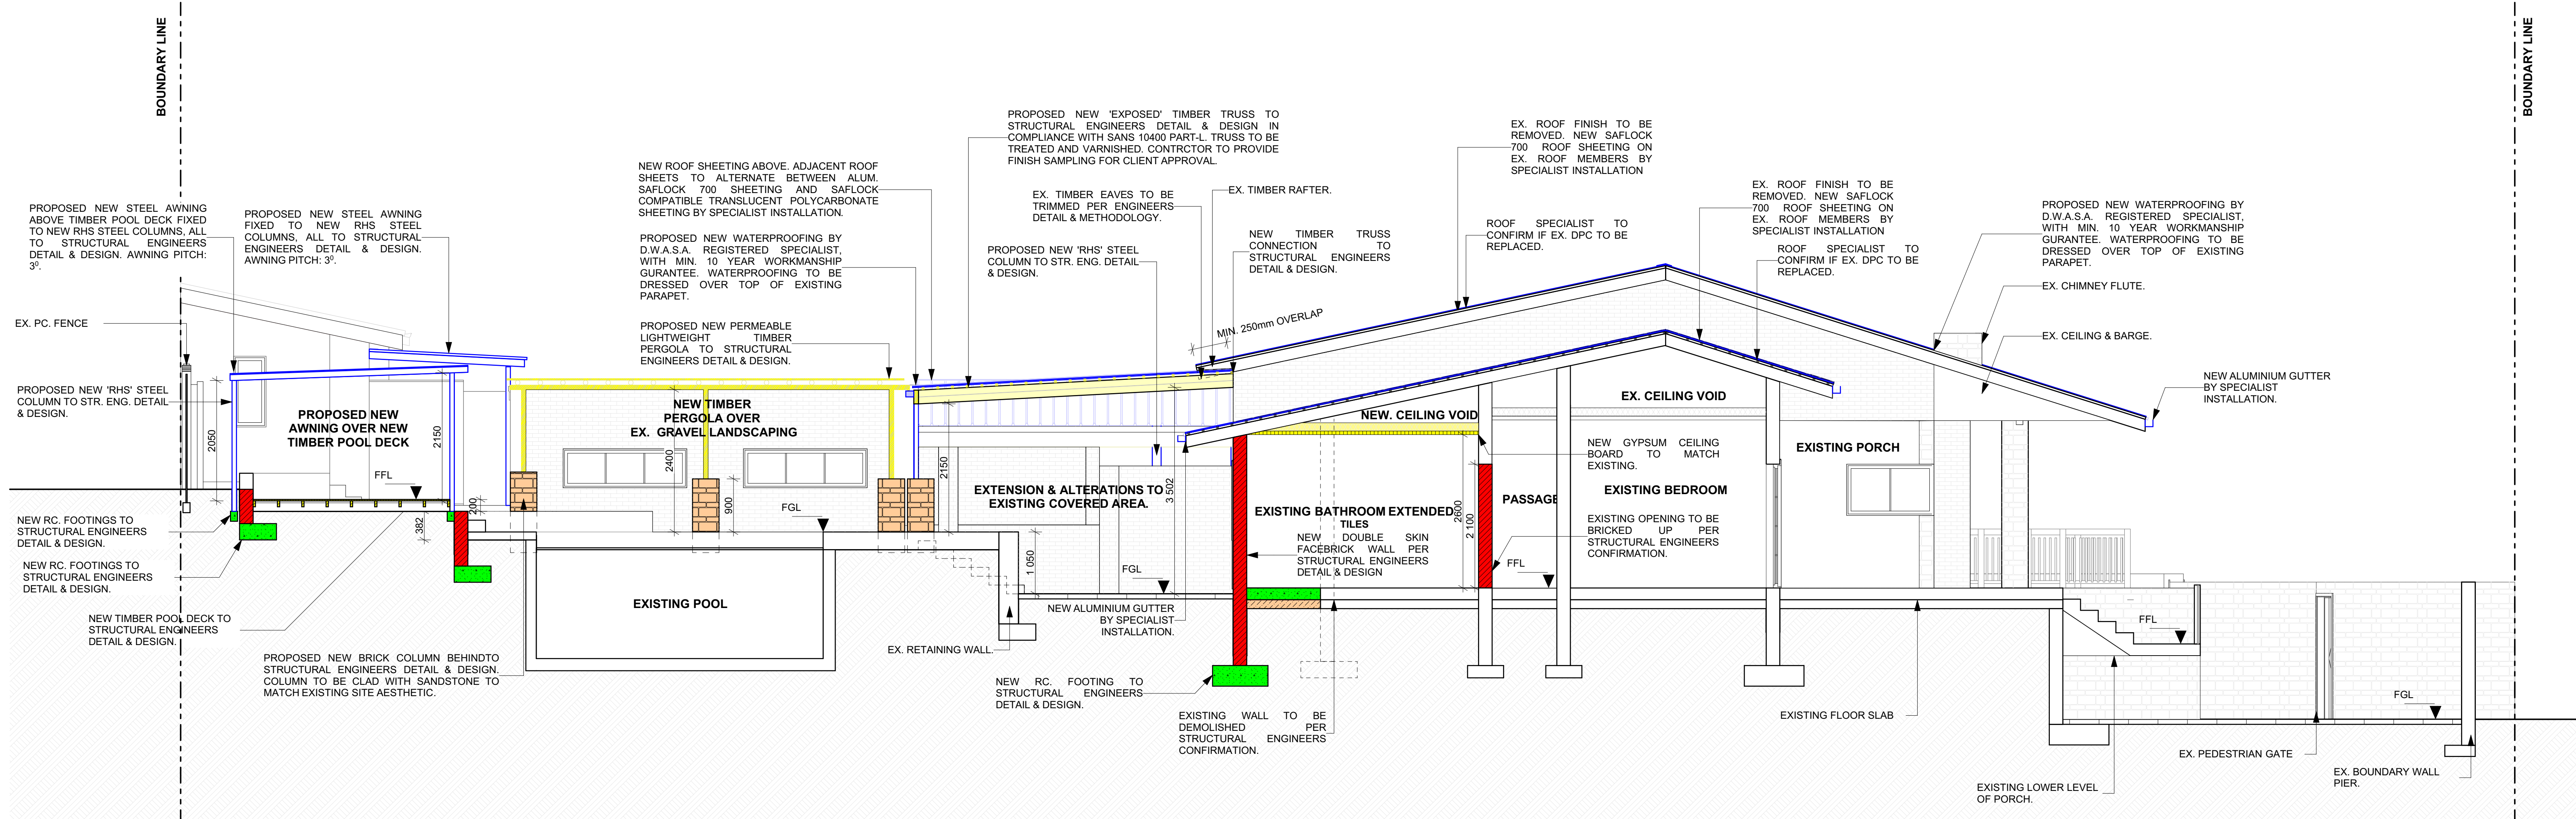 BOUNDARY LINE
BOUNDARY LINE
PROPOSED NEW STEEL AWNING
ABOVE TIMBER POOL DECK FIXED
TO NEW RHS STEEL COLUMNS, ALL
TO STRUCTURAL ENGINEERS
DETAIL & DESIGN. AWNING PITCH:
3⁰.
PROPOSED NEW STEEL AWNING
FIXED TO NEW RHS STEEL
COLUMNS, ALL TO STRUCTURAL
ENGINEERS DETAIL & DESIGN.
AWNING PITCH: 3⁰.
EX. PC. FENCE
PROPOSED NEW 'RHS' STEEL
COLUMN TO STR. ENG. DETAIL
& DESIGN.
NEW RC. FOOTINGS TO
STRUCTURAL ENGINEERS
DETAIL & DESIGN.
NEW RC. FOOTINGS TO
STRUCTURAL ENGINEERS
DETAIL & DESIGN.
NEW TIMBER POOL DECK TO
STRUCTURAL ENGINEERS
DETAIL & DESIGN.
PROPOSED NEW BRICK COLUMN BEHINDTO
STRUCTURAL ENGINEERS DETAIL & DESIGN.
COLUMN TO BE CLAD WITH SANDSTONE TO
MATCH EXISTING SITE AESTHETIC.
PROPOSED NEW
AWNING OVER NEW
TIMBER POOL DECK
2050
2150
FFL
200
382
NEW ROOF SHEETING ABOVE. ADJACENT ROOF
SHEETS TO ALTERNATE BETWEEN ALUM.
SAFLOCK 700 SHEETING AND SAFLOCK
COMPATIBLE TRANSLUCENT POLYCARBONATE
SHEETING BY SPECIALIST INSTALLATION.
PROPOSED NEW WATERPROOFING BY
D.W.A.S.A. REGISTERED SPECIALIST,
WITH MIN. 10 YEAR WORKMANSHIP
GURANTEE. WATERPROOFING TO BE
DRESSED OVER TOP OF EXISTING
PARAPET.
PROPOSED NEW PERMEABLE
LIGHTWEIGHT TIMBER
PERGOLA TO STRUCTURAL
ENGINEERS DETAIL & DESIGN.
NEW TIMBER
PERGOLA OVER
EX. GRAVEL LANDSCAPING
2400
900
FGL
EXISTING POOL
PROPOSED NEW 'EXPOSED' TIMBER TRUSS TO
STRUCTURAL ENGINEERS DETAIL & DESIGN IN
COMPLIANCE WITH SANS 10400 PART-L. TRUSS TO BE
TREATED AND VARNISHED. CONTRCTOR TO PROVIDE
FINISH SAMPLING FOR CLIENT APPROVAL.
EX. TIMBER EAVES TO BE
TRIMMED PER ENGINEERS
DETAIL & METHODOLOGY.
PROPOSED NEW 'RHS' STEEL
COLUMN TO STR. ENG. DETAIL
& DESIGN.
EX. TIMBER RAFTER.
NEW TIMBER TRUSS
CONNECTION TO
STRUCTURAL ENGINEERS
DETAIL & DESIGN.
MIN. 250mm OVERLAP
2150
3 502
EXTENSION & ALTERATIONS TO
EXISTING COVERED AREA.
1 050
FGL
NEW ALUMINIUM GUTTER
BY SPECIALIST
INSTALLATION.
EX. RETAINING WALL.
NEW RC. FOOTING TO
STRUCTURAL ENGINEERS
DETAIL & DESIGN.
EXISTING WALL TO BE
DEMOLISHED PER
STRUCTURAL ENGINEERS
CONFIRMATION.
EX. ROOF FINISH TO BE
REMOVED. NEW SAFLOCK
700 ROOF SHEETING ON
EX. ROOF MEMBERS BY
SPECIALIST INSTALLATION
ROOF SPECIALIST TO
CONFIRM IF EX. DPC TO BE
REPLACED.
EX. ROOF FINISH TO BE
REMOVED. NEW SAFLOCK
700 ROOF SHEETING ON
EX. ROOF MEMBERS BY
SPECIALIST INSTALLATION
ROOF SPECIALIST TO
CONFIRM IF EX. DPC TO BE
REPLACED.
NEW. CEILING VOID
EX. CEILING VOID
NEW GYPSUM CEILING
BOARD TO MATCH
EXISTING.
EXISTING BATHROOM EXTENDED
TILES
NEW DOUBLE SKIN
FACEBRICK WALL PER
STRUCTURAL ENGINEERS
DETAIL & DESIGN
2600
2 100
PASSAGE
FFL
EXISTING BEDROOM
EXISTING OPENING TO BE
BRICKED UP PER
STRUCTURAL ENGINEERS
CONFIRMATION.
EXISTING PORCH
EXISTING FLOOR SLAB
PROPOSED NEW WATERPROOFING BY
D.W.A.S.A. REGISTERED SPECIALIST,
WITH MIN. 10 YEAR WORKMANSHIP
GURANTEE. WATERPROOFING TO BE
DRESSED OVER TOP OF EXISTING
PARAPET.
EX. CHIMNEY FLUTE.
EX. CEILING & BARGE.
NEW ALUMINIUM GUTTER
BY SPECIALIST
INSTALLATION.
FFL
FGL
EX. PEDESTRIAN GATE
EXISTING LOWER LEVEL
OF PORCH.
EX. BOUNDARY WALL
PIER.